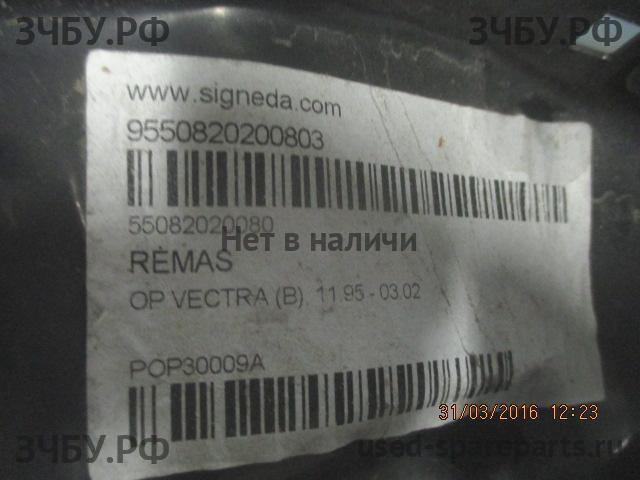 ЗЧБУ.РФ
ЗЧБУ.РФ
www.signeda.com
9550820200803
55082020080
Нет в наличи
RĖMAS
OP VECTRA (B), 11.95 - 03.02
POP30009A
31/03/2016 12:23
ЗЧБУ.РФ
used-spareparts.ru